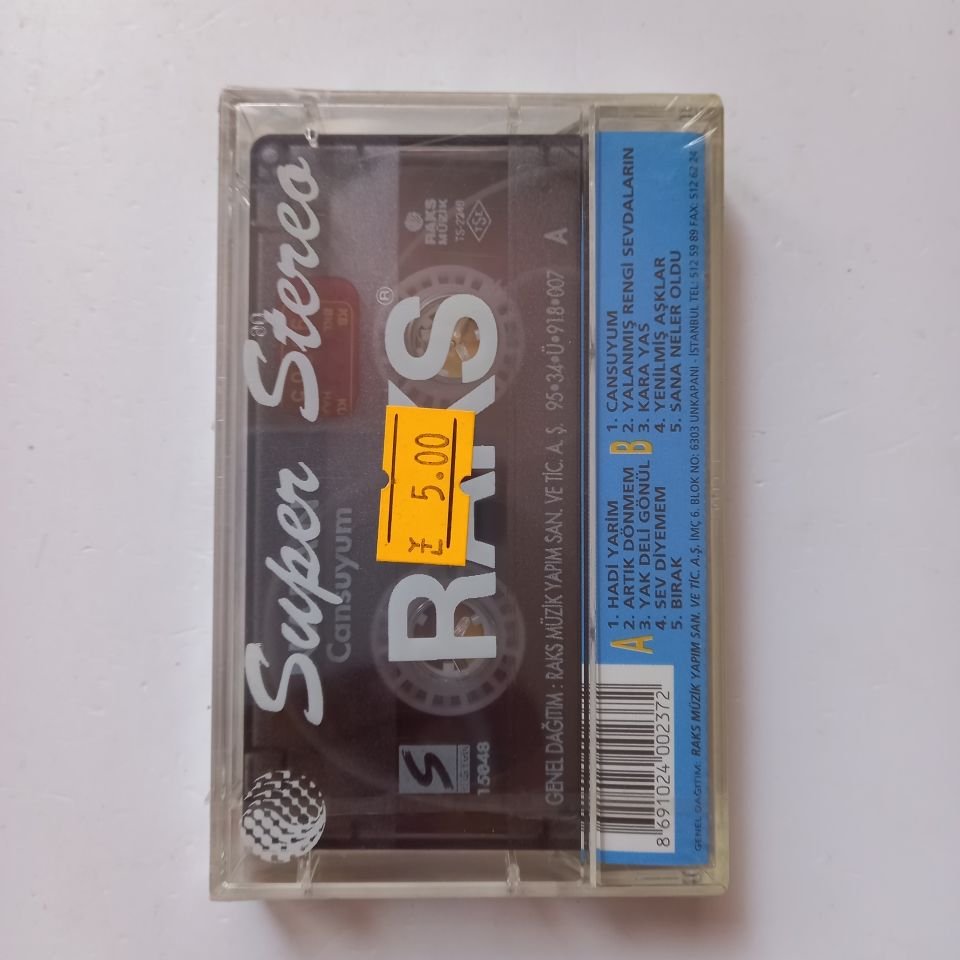 Super Stereo
Cansuyum
RAKS®
₺ 5.00
RAKS
MÜZİK
TS-2249
TSE
15048
GENEL DAĞITIM : RAKS MÜZİK YAPIM SAN. VE TİC. A. Ş. 95•34•Ü•918•007 A
A
1. HADİ YARİM
2. ARTIK DÖNMEM
3. YAK DELİ GÖNÜL
4. SEV DİYEMEM
5. BIRAK
B
1. CANSUYUM
2. YALANMIŞ RENGİ SEVDALARIN
3. KARA YAS
4. YENİLMİŞ AŞKLAR
5. SANA NELER OLDU
8 691024 002372
GENEL DAĞITIM: RAKS MÜZİK YAPIM SAN. VE TİC. A.Ş. İMÇ 6. BLOK NO: 6303 UNKAPANI - İSTANBUL TEL: 512 59 89 FAX: 512 62 24